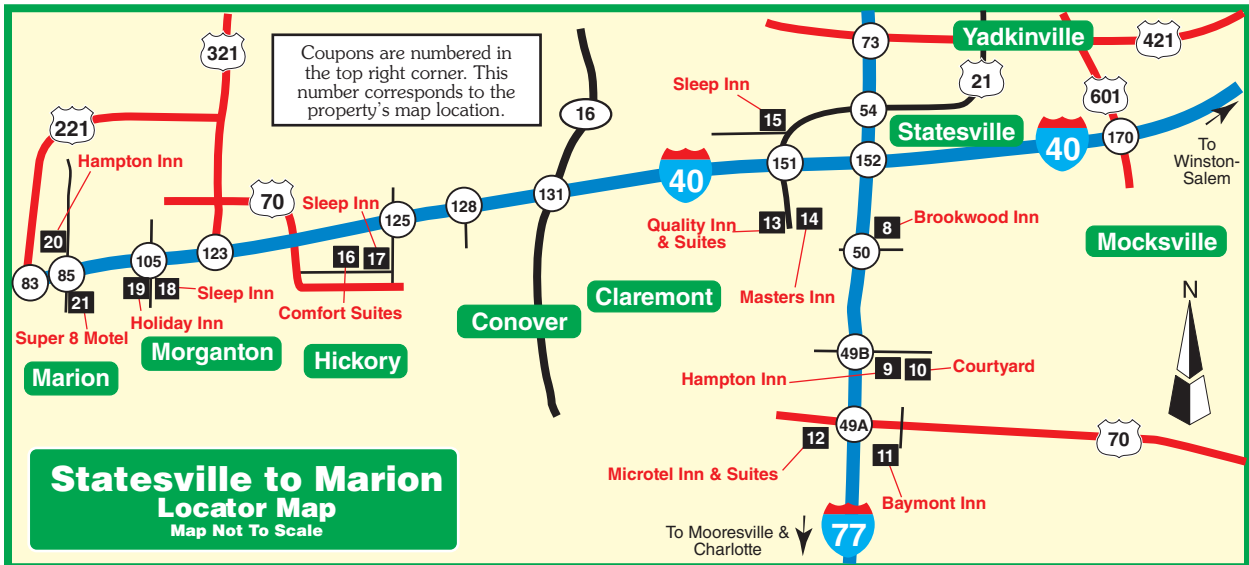 321
Coupons are numbered in
the top right corner. This
number corresponds to the
property's map location.
16
73
Yadkinville
421
21
601
221
Hampton Inn
Sleep Inn
15
54
Statesville
40
170
To
Winston-
Salem
151
152
40
131
128
125
70
Sleep Inn
Quality Inn
& Suites
13
14
8
Brookwood Inn
Mocksville
20
83
85
105
123
16
17
50
19
18
Sleep Inn
21
Holiday Inn
Super 8 Motel
Comfort Suites
Masters Inn
Claremont
Conover
N
Marion
Morganton
Hickory
49B
Hampton Inn
9
10
Courtyard
49A
12
11
70
Microtel Inn & Suites
Baymont Inn
Statesville to Marion
Locator Map
Map Not To Scale
To Mooresville &
Charlotte
77